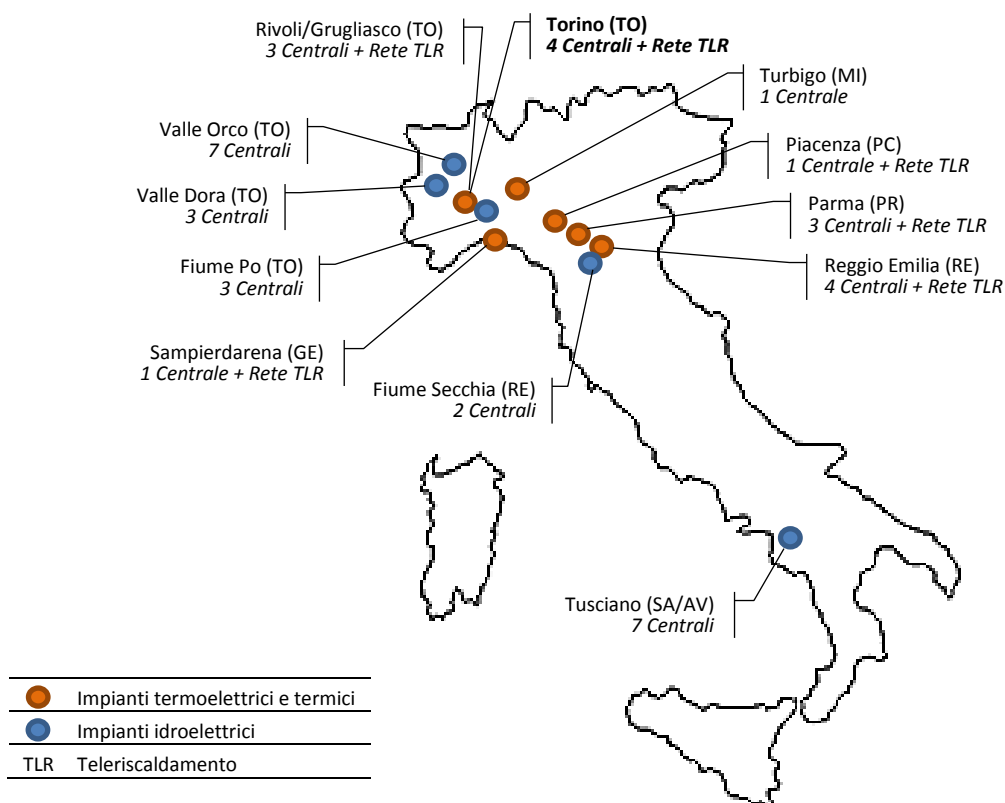 Rivoli/Grugliasco (TO)
3 Centrali + Rete TLR
Torino (TO)
4 Centrali + Rete TLR
Turbigo (MI)
1 Centrale
Valle Orco (TO)
7 Centrali
Piacenza (PC)
1 Centrale + Rete TLR
Valle Dora (TO)
3 Centrali
Parma (PR)
3 Centrali + Rete TLR
Fiume Po (TO)
3 Centrali
Reggio Emilia (RE)
4 Centrali + Rete TLR
Sampierdarena (GE)
1 Centrale + Rete TLR
Fiume Secchia (RE)
2 Centrali
Tusciano (SA/AV)
7 Centrali
Impianti termoelettrici e termici
Impianti idroelettrici
TLR Teleriscaldamento